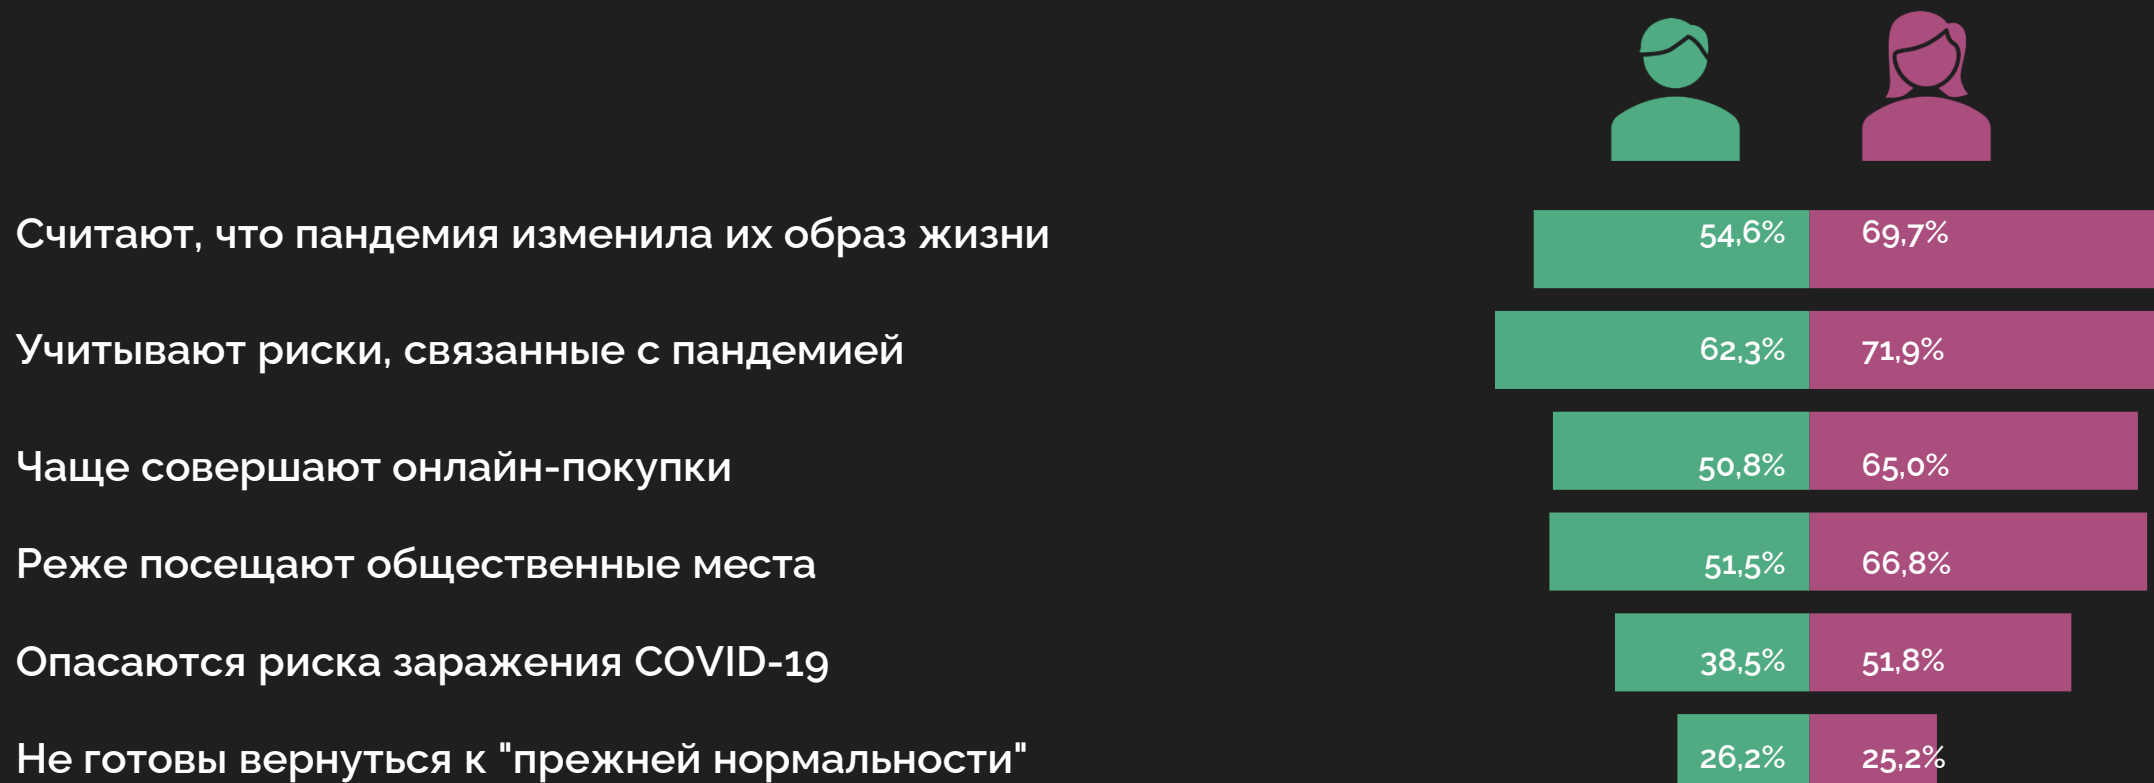 Считают, что пандемия изменила их образ жизни 54,6% 69,7%
Учитывают риски, связанные с пандемией 62,3% 71,9%
Чаще совершают онлайн-покупки 50,8% 65,0%
Реже посещают общественные места 51,5% 66,8%
Опасаются риска заражения COVID-19 38,5% 51,8%
Не готовы вернуться к "прежней нормальности" 26,2% 25,2%